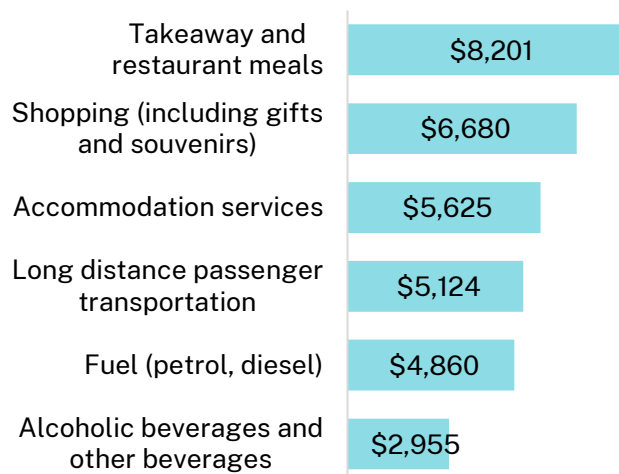 Takeaway and
restaurant meals
$8,201
Shopping (including gifts
and souvenirs)
$6,680
Accommodation services
$5,625
Long distance passenger
transportation
$5,124
Fuel (petrol, diesel)
$4,860
Alcoholic beverages and
other beverages
$2,955